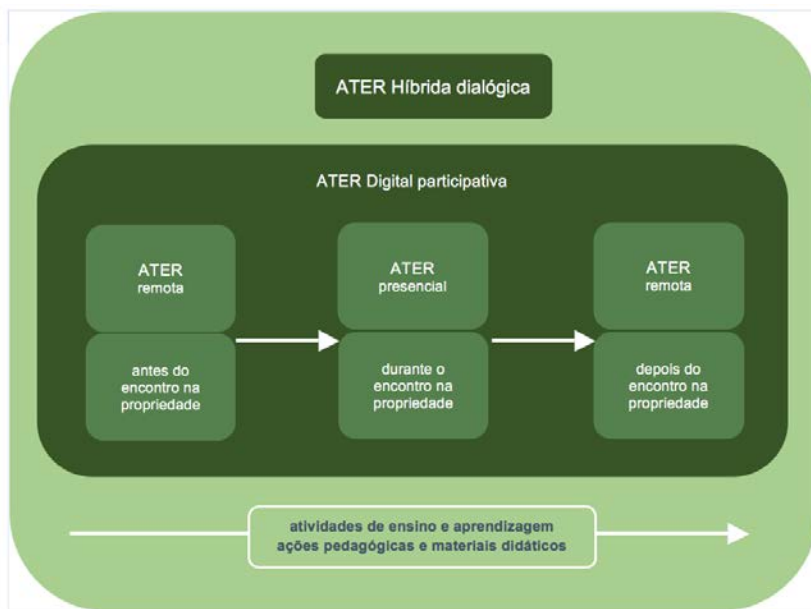 ATER Híbrida dialógica
ATER Digital participativa
ATER
remota
antes do
encontro na
propriedade
ATER
presencial
durante o
encontro na
propriedade
ATER
remota
depois do
encontro na
propriedade
atividades de ensino e aprendizagem
ações pedagógicas e materiais didáticos